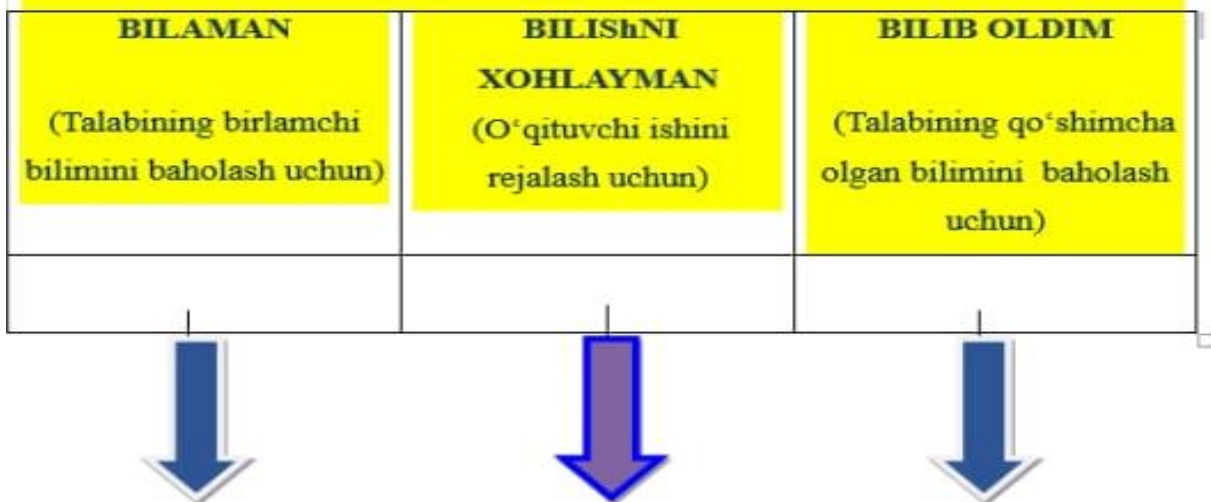 BILAMAN
(Talabining birlamchi
bilimini baholash uchun)
BILIShNI
XOHLAYMAN
(O‘qituvchi ishini
rejalash uchun)
BILIB OLDIM
(Talabining qo‘shimcha
olgan bilimini baholash
uchun)